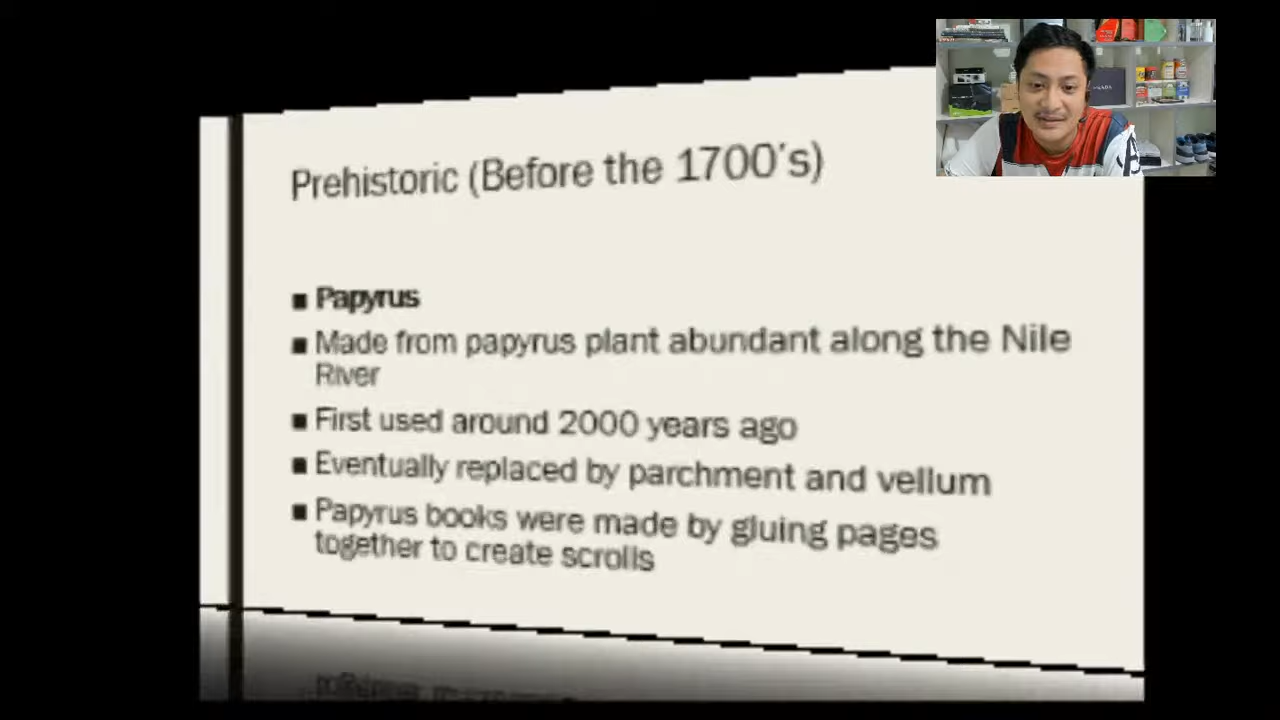 Prehistoric (Before the 1700's)
■ Papyrus
■ Made from papyrus plant abundant along the Nile
River
■ First used around 2000 years ago
■ Eventually replaced by parchment and vellum
■ Papyrus books were made by gluing pages
together to create scrolls